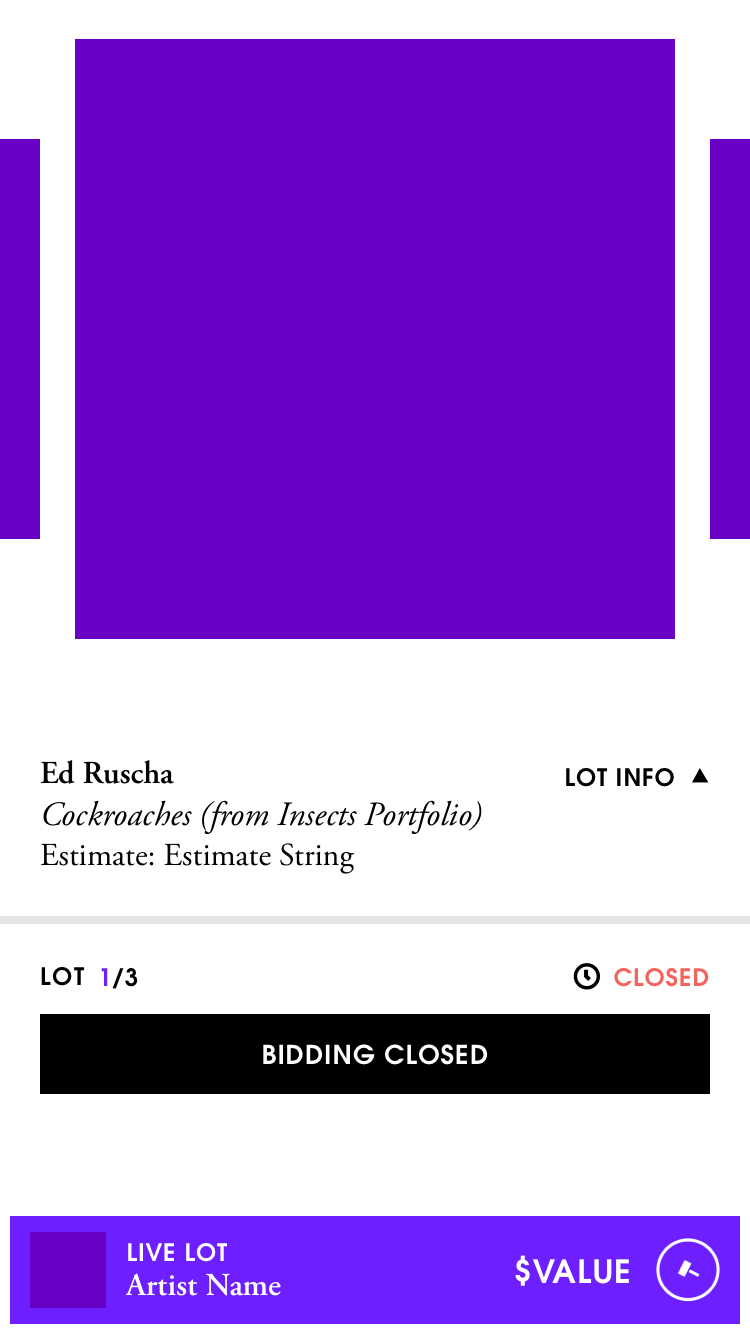 Ed Ruscha
LOT INFO
Cockroaches (from Insects Portfolio)
Estimate: Estimate String
LOT 1/3
CLOSED
BIDDING CLOSED
LIVE LOT
Artist Name
$VALUE